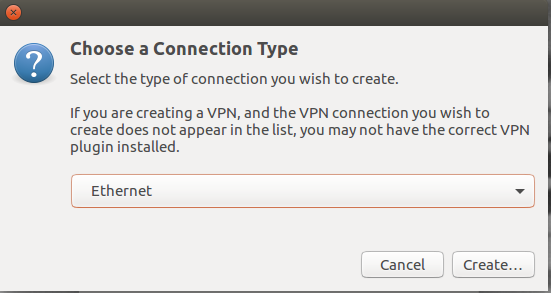 Choose a Connection Type
Select the type of connection you wish to create.
If you are creating a VPN, and the VPN connection you wish to
create does not appear in the list, you may not have the correct VPN
plugin installed.
Ethernet
Cancel
Create...